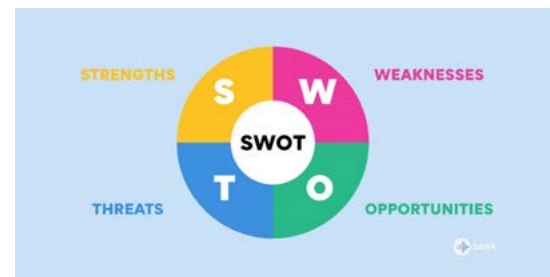 STRENGTHS
WEAKNESSES
S
W
SWOT
T
O
THREATS
OPPORTUNITIES
seek